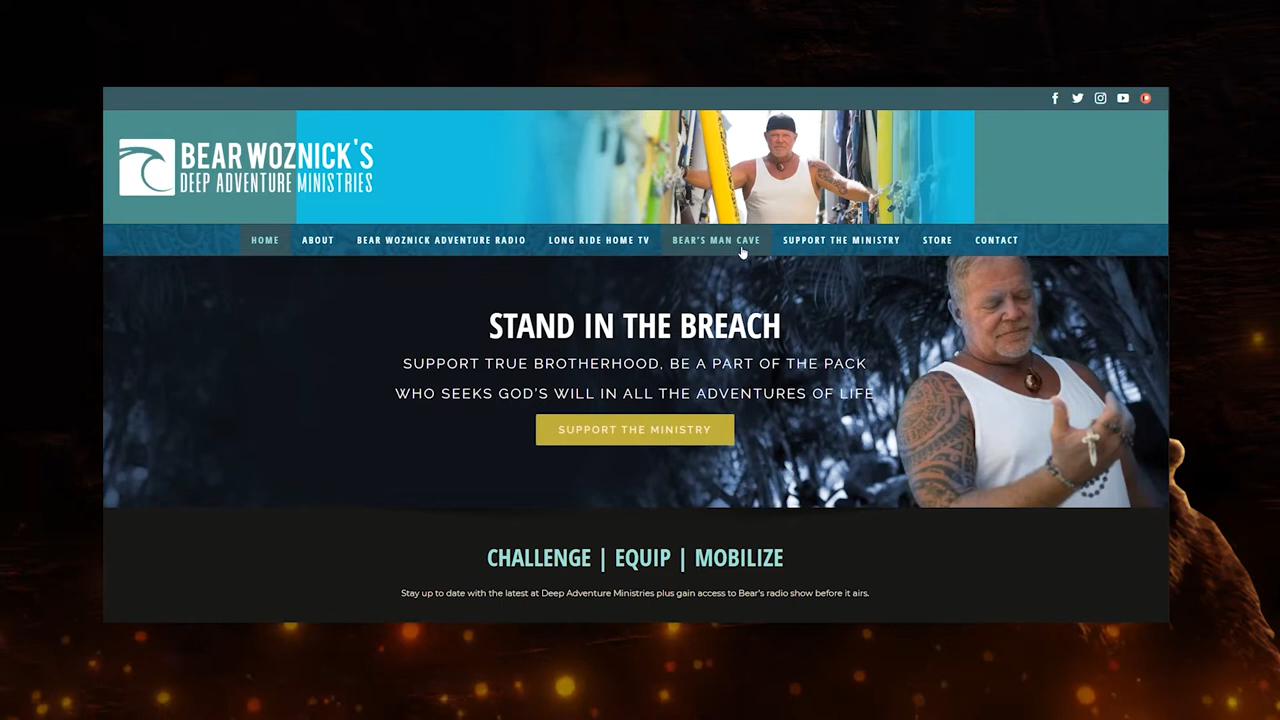 BEAR WOZNICK'S
DEEP ADVENTURE MINISTRIES
HOME ABOUT BEAR WOZNICK ADVENTURE RADIO LONG RIDE HOME TV BEAR'S MAN CAVE SUPPORT THE MINISTRY STORE CONTACT
STAND IN THE BREACH
SUPPORT TRUE BROTHERHOOD, BE A PART OF THE PACK
WHO SEEKS GOD'S WILL IN ALL THE ADVENTURES OF LIFE
SUPPORT THE MINISTRY
CHALLENGE | EQUIP | MOBILIZE
Stay up to date with the latest at Deep Adventure Ministries plus gain access to Bear's radio show before it airs.